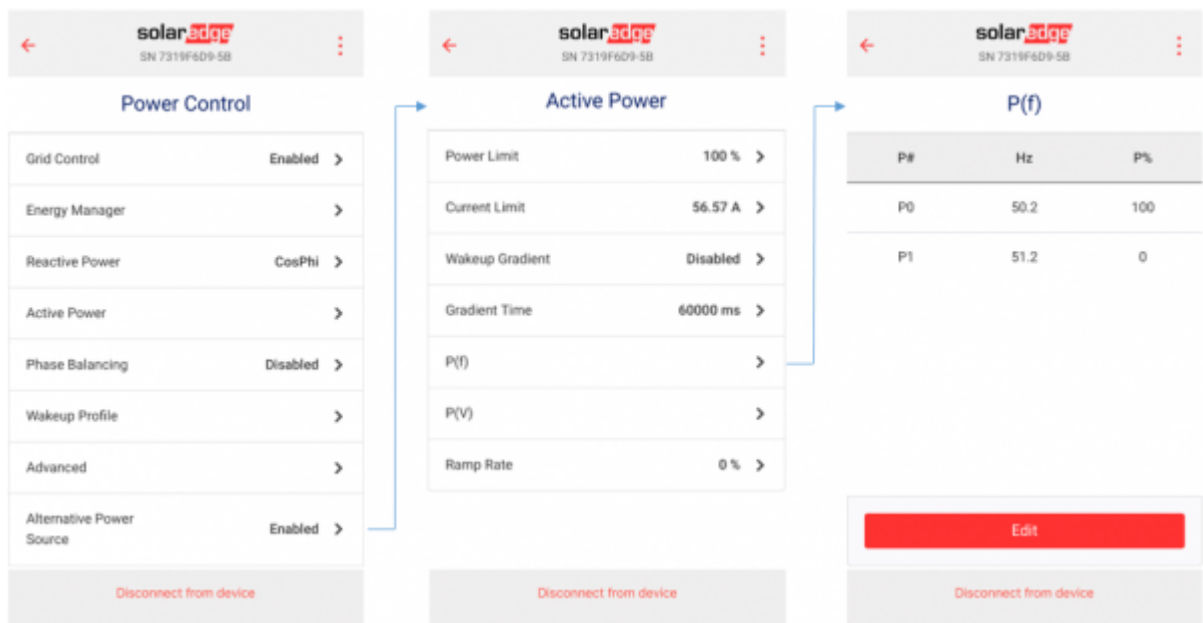 solaredge
SN 7319F6D9-5B
Power Control
Grid Control Enabled
Energy Manager
Reactive Power CosPhi
Active Power
Phase Balancing Disabled
Wakeup Profile
Advanced
Alternative Power
Source Enabled
Disconnect from device
solaredge
SN 7319F6D9-5B
Active Power
Power Limit 100 %
Current Limit 56.57 A
Wakeup Gradient Disabled
Gradient Time 60000 ms
P(f)
P(V)
Ramp Rate 0 %
Disconnect from device
solaredge
SN 7319F6D9-5B
P(f)
P# Hz P%
P0 50.2 100
P1 51.2 0
Edit
Disconnect from device